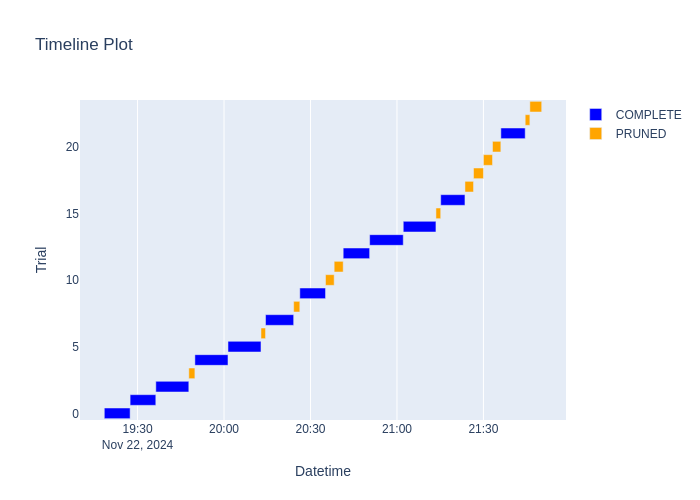 Timeline Plot
COMPLETE
PRUNED
20
15
10
5
0
Trial
19:30
20:00
20:30
21:00
21:30
Nov 22, 2024
Datetime